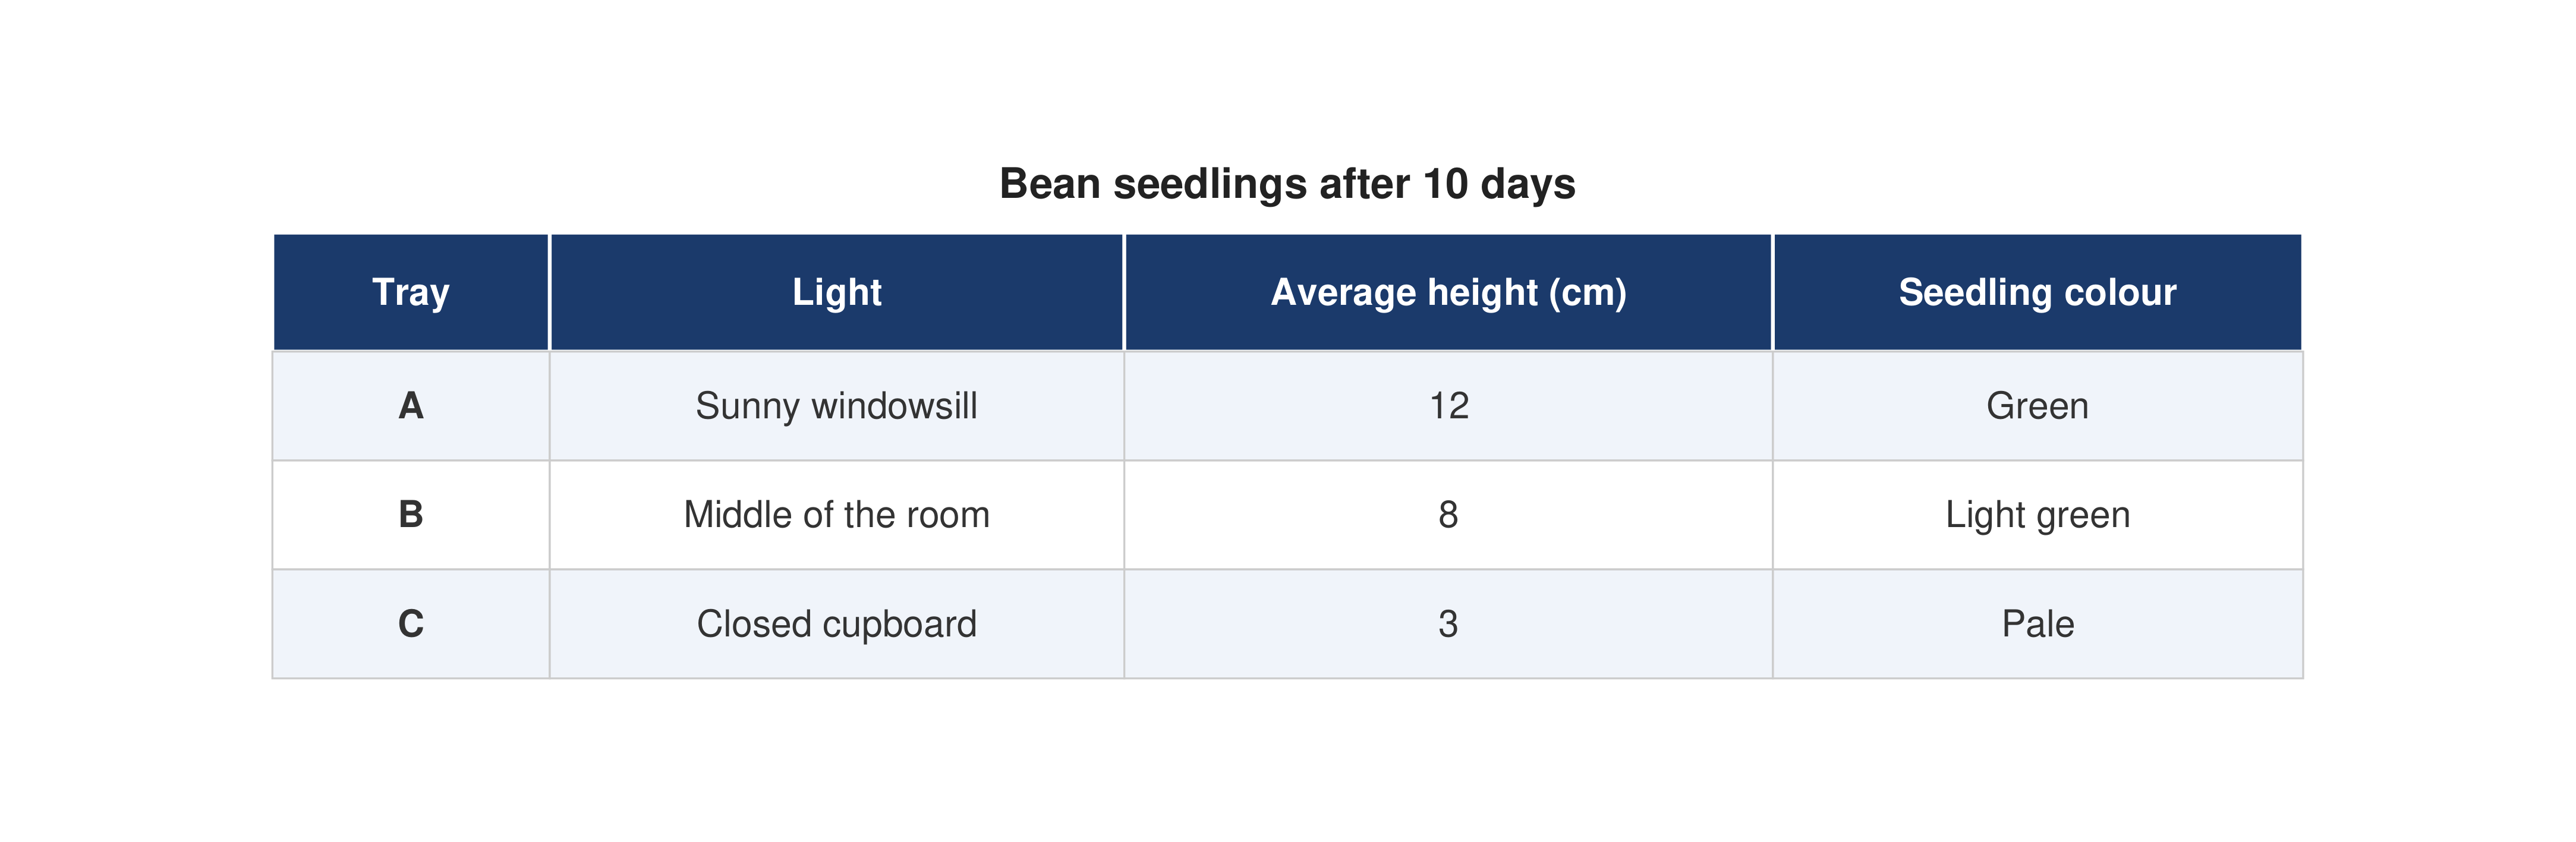 Bean seedlings after 10 days
Tray Light Average height (cm) Seedling colour
A Sunny windowsill 12 Green
B Middle of the room 8 Light green
C Closed cupboard 3 Pale